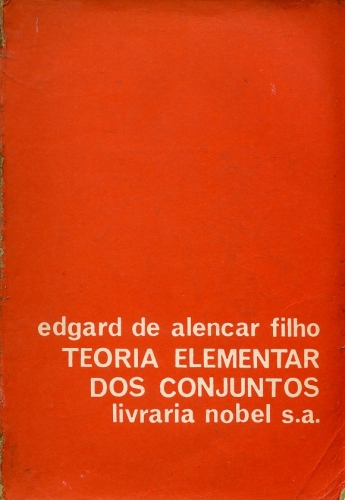 edgard de alencar filho
TEORIA ELEMENTAR
DOS CONJUNTOS
livraria nobel s.a.